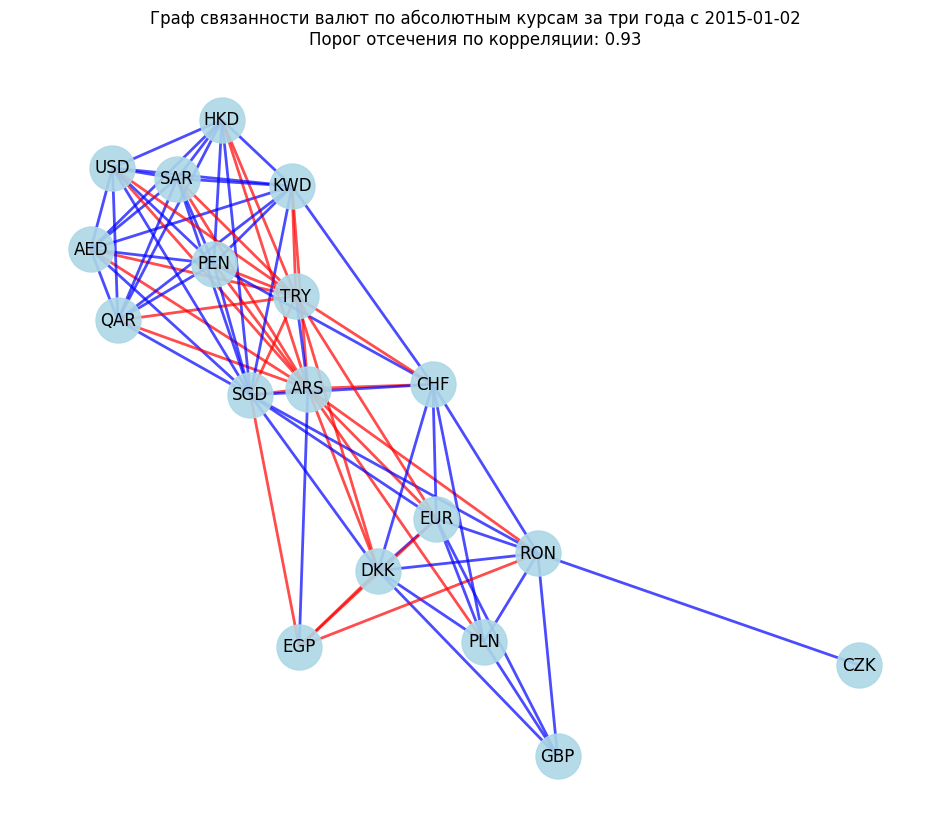 Граф связанности валют по абсолютным курсам за три года с 2015-01-02
Порог отсечения по корреляции: 0.93
HKD
USD
SAR
KWD
AED
PEN
TRY
QAR
CHF
ARS
SGD
EUR
RON
DKK
PLN
EGP
CZK
GBP